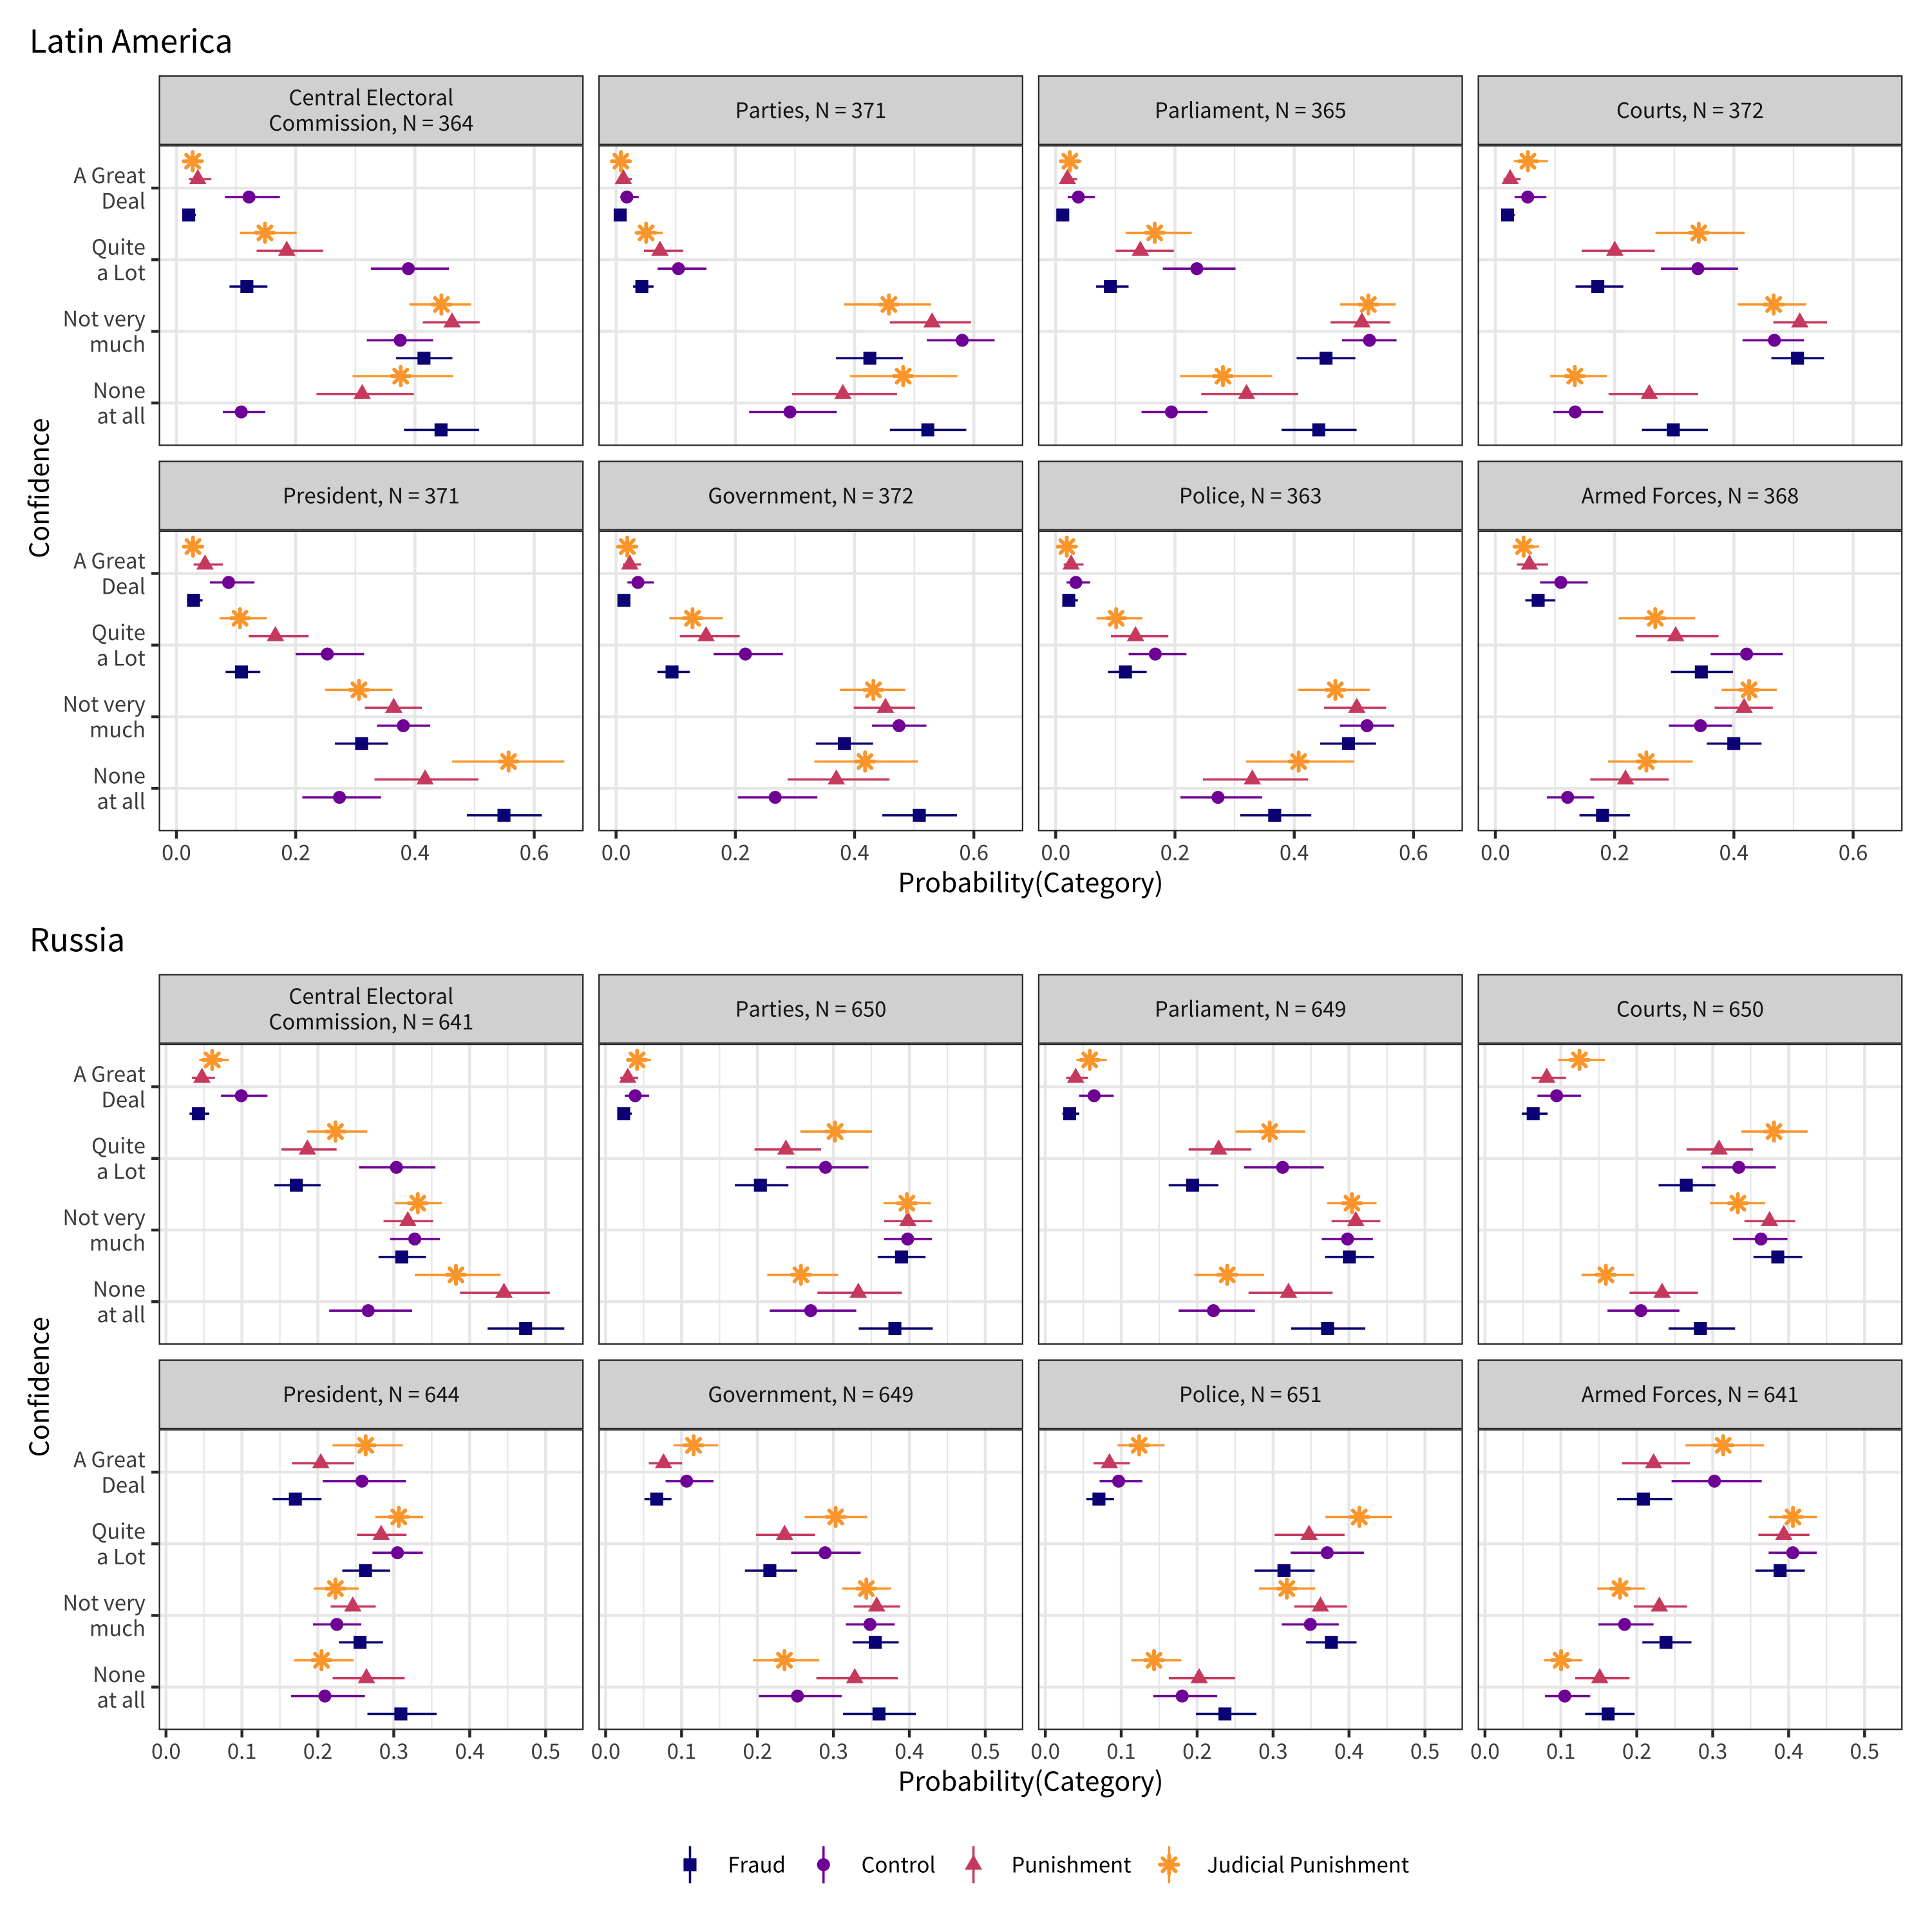 Latin America
Central Electoral
Commission, N = 364
Parties, N = 371
Parliament, N = 365
Courts, N = 372
A Great
Deal
Quite
a Lot
Not very
much
None
at all
Confidence
President, N = 371
Government, N = 372
Police, N = 363
Armed Forces, N = 368
A Great
Deal
Quite
a Lot
Not very
much
None
at all
0.0 0.2 0.4 0.6
0.0 0.2 0.4 0.6
0.0 0.2 0.4 0.6
0.0 0.2 0.4 0.6
Probability(Category)
Russia
Central Electoral
Commission, N = 641
Parties, N = 650
Parliament, N = 649
Courts, N = 650
A Great
Deal
Quite
a Lot
Not very
much
None
at all
Confidence
President, N = 644
Government, N = 649
Police, N = 651
Armed Forces, N = 641
A Great
Deal
Quite
a Lot
Not very
much
None
at all
0.0 0.1 0.2 0.3 0.4 0.5
0.0 0.1 0.2 0.3 0.4 0.5
0.0 0.1 0.2 0.3 0.4 0.5
0.0 0.1 0.2 0.3 0.4 0.5
Probability(Category)
Fraud Control Punishment Judicial Punishment